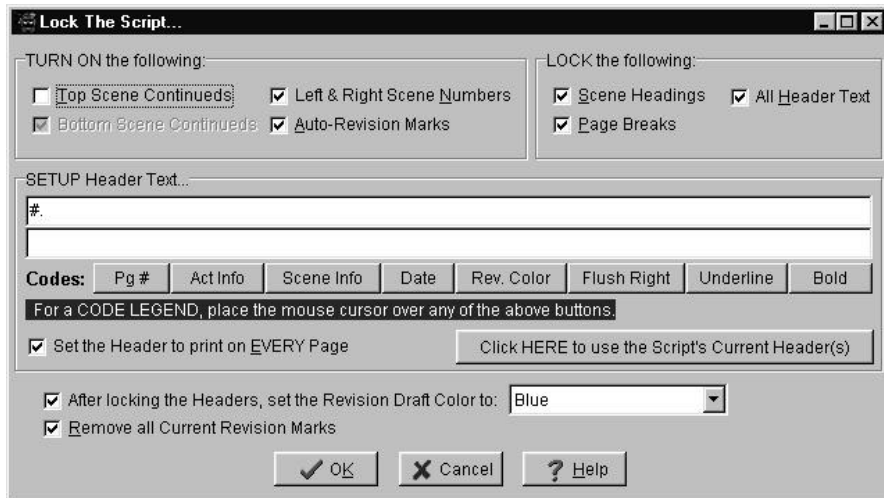 Lock The Script...
TURN ON the following:
Top Scene Continueds
Left & Right Scene Numbers
Bottom Scene Continueds
Auto-Revision Marks
LOCK the following:
Scene Headings
All Header Text
Page Breaks
SETUP Header Text...
#.
Codes: Pg # Act Info Scene Info Date Rev. Color Flush Right Underline Bold
For a CODE LEGEND, place the mouse cursor over any of the above buttons.
Set the Header to print on EVERY Page
Click HERE to use the Script's Current Header(s)
After locking the Headers, set the Revision Draft Color to: Blue
Remove all Current Revision Marks
OK Cancel Help